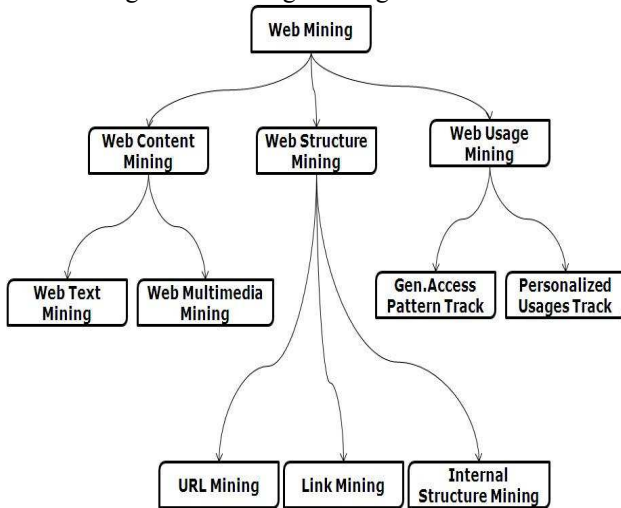 Web Mining
Web Content
Mining
Web Structure
Mining
Web Usage
Mining
Web Text
Mining
Web Multimedia
Mining
Gen.Access
Pattern Track
Personalized
Usages Track
URL Mining
Link Mining
Internal
Structure Mining